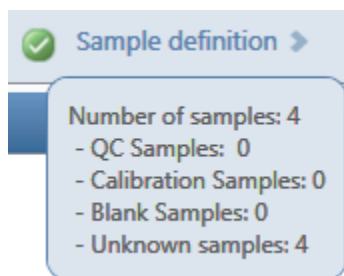 Sample definition >
Number of samples: 4
- QC Samples: 0
- Calibration Samples: 0
- Blank Samples: 0
- Unknown samples: 4